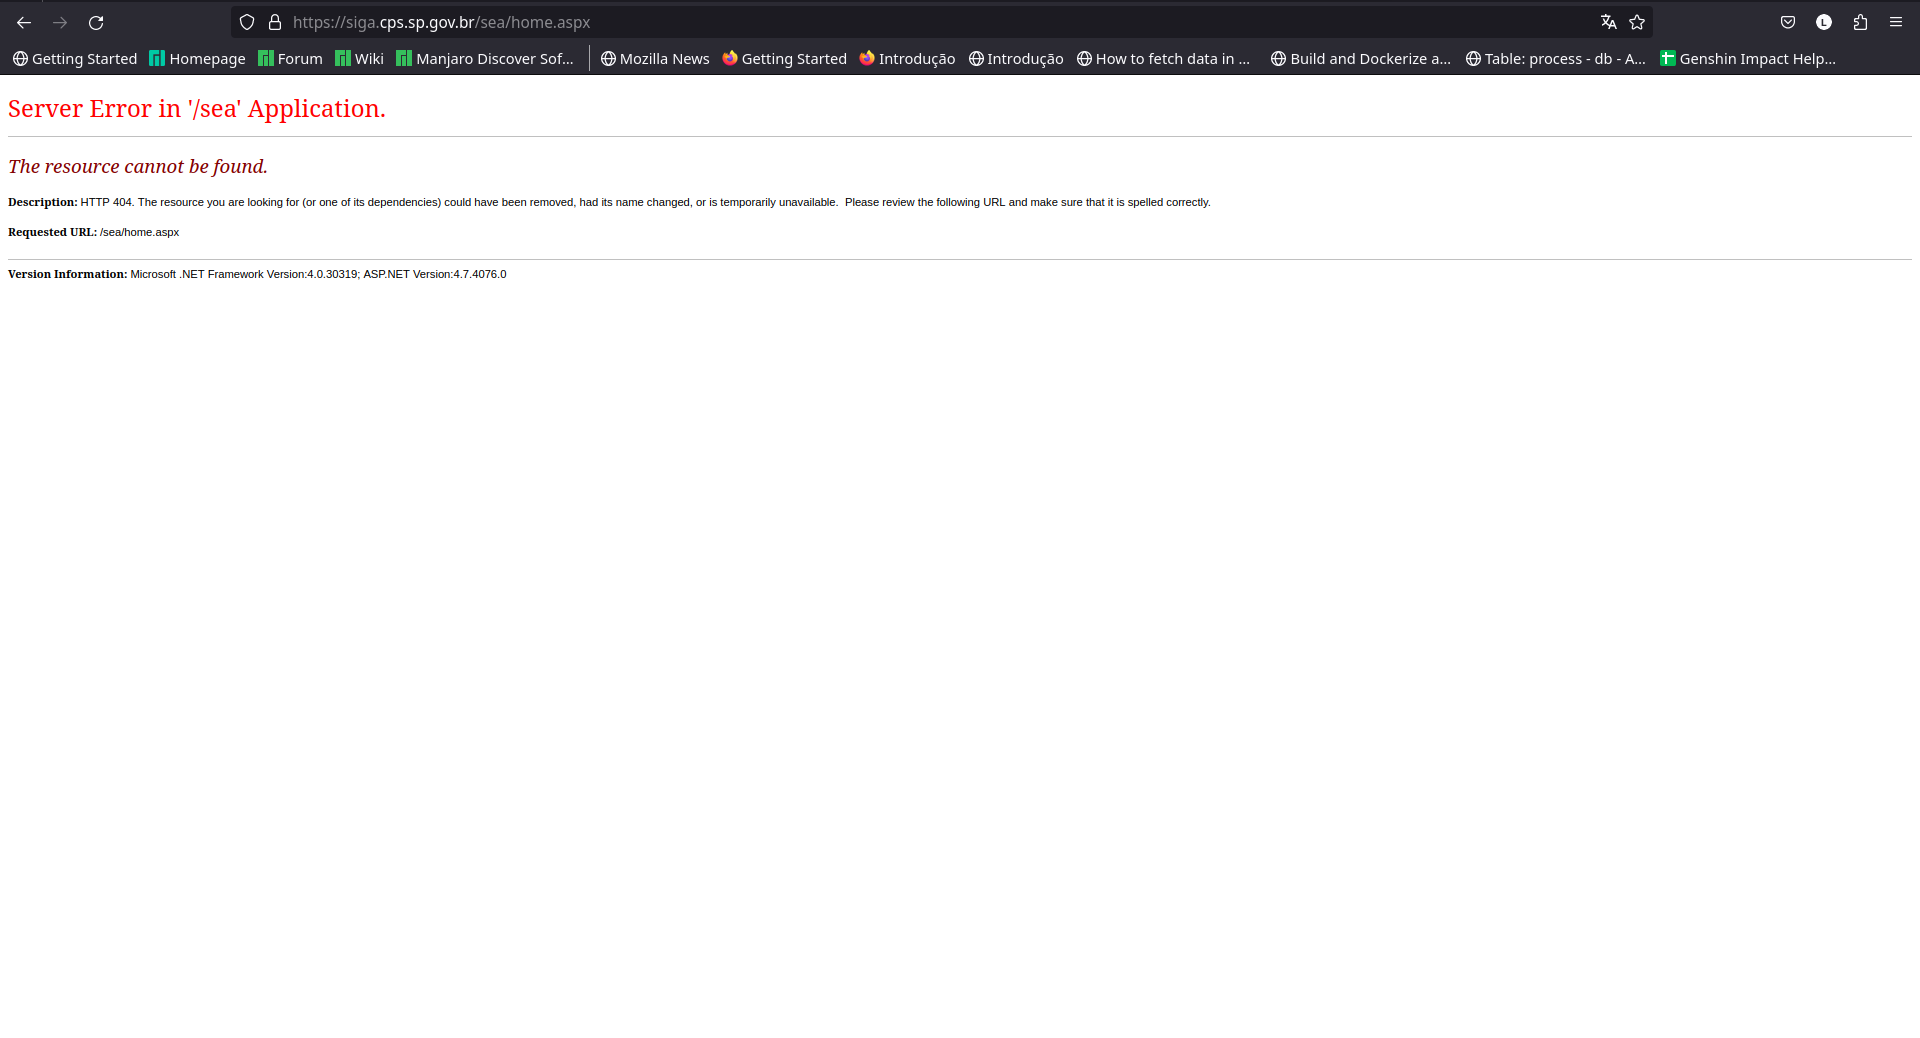 https://siga.cps.sp.gov.br/sea/home.aspx
L
Getting Started Homepage Forum Wiki Manjaro Discover Sof... Mozilla News Getting Started Introdução Introdução How to fetch data in ... Build and Dockerize a... Table: process - db - A... Genshin Impact Help...
Server Error in '/sea' Application.
The resource cannot be found.
Description: HTTP 404. The resource you are looking for (or one of its dependencies) could have been removed, had its name changed, or is temporarily unavailable.  Please review the following URL and make sure that it is spelled correctly.
Requested URL: /sea/home.aspx
Version Information: Microsoft .NET Framework Version:4.0.30319; ASP.NET Version:4.7.4076.0